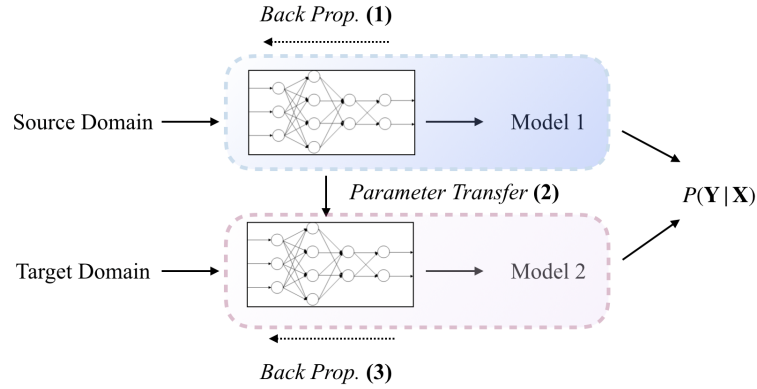 Back Prop. (1)
Source Domain
Model 1
Parameter Transfer (2)
P(Y | X)
Target Domain
Model 2
Back Prop. (3)